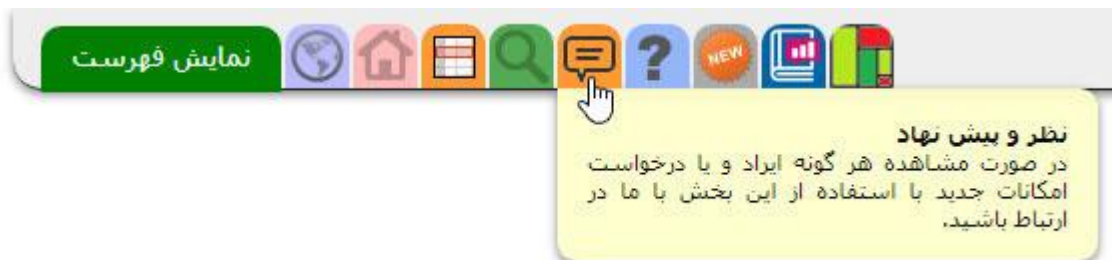 نمایش فهرست
NEW
نظر و پیش نهاد
در صورت مشاهده هر گونه ایراد و یا درخواست
امکانات جدید با استفاده از این بخش با ما در
ارتباط باشید.